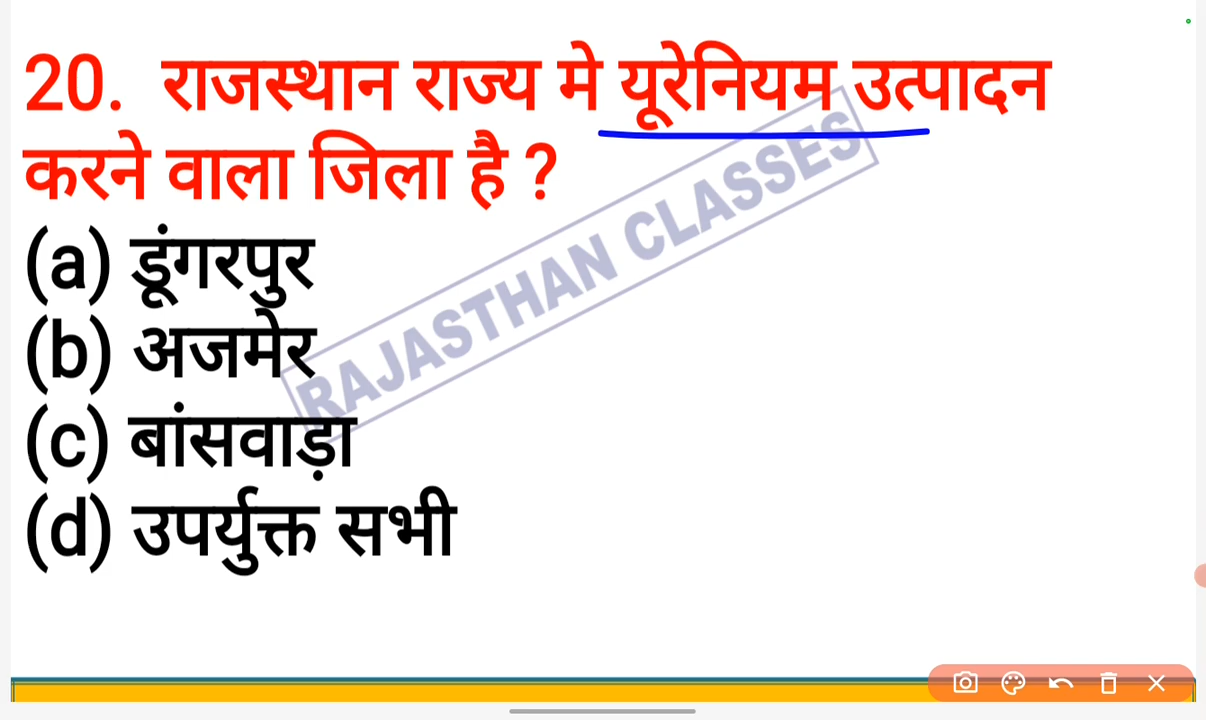 20. राजस्थान राज्य मे यूरेनियम उत्पादन
करने वाला जिला है ?
(a) डूंगरपुर
(b) अजमेर
(c) बांसवाड़ा
(d) उपर्युक्त सभी
RAJASTHAN CLASSES